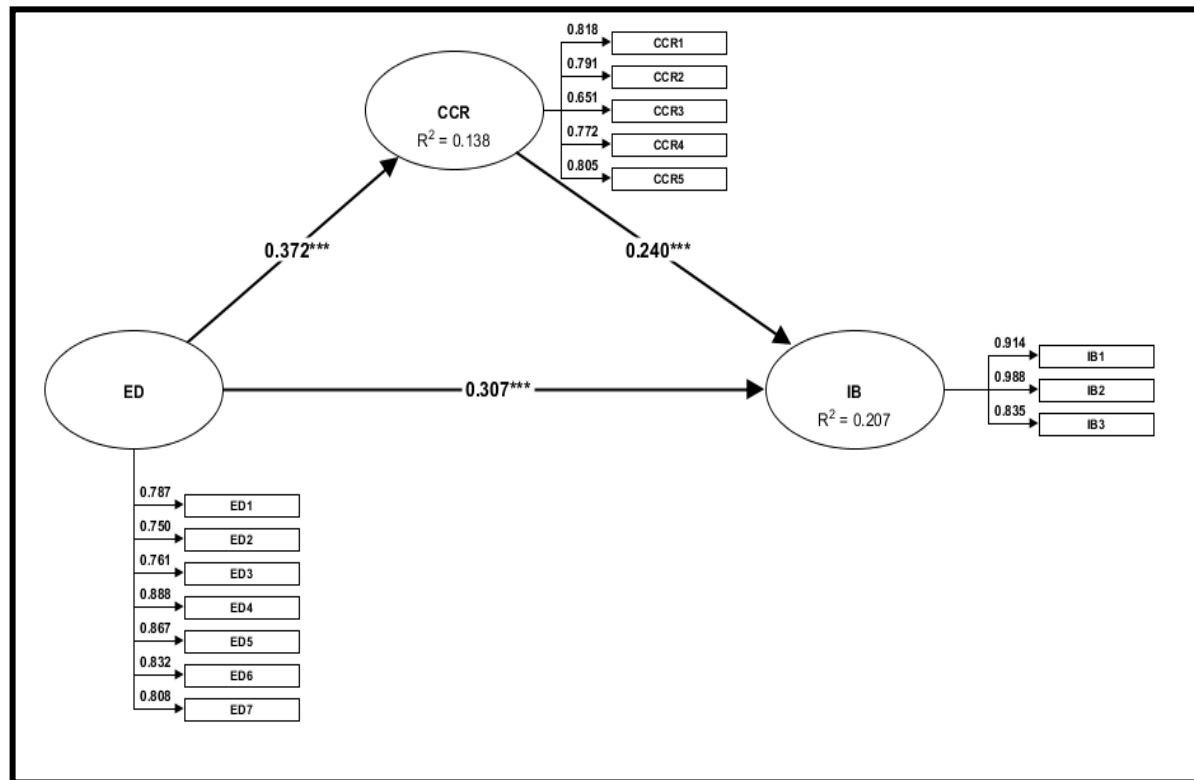 0.818
CCR1
0.791
CCR2
CCR
0.651
CCR3
R² = 0.138
0.772
CCR4
0.805
CCR5
0.372***
0.240***
0.914
IB1
ED
0.307***
IB
0.988
IB2
R² = 0.207
0.835
IB3
0.787
ED1
0.750
ED2
0.761
ED3
0.888
ED4
0.867
ED5
0.832
ED6
0.808
ED7